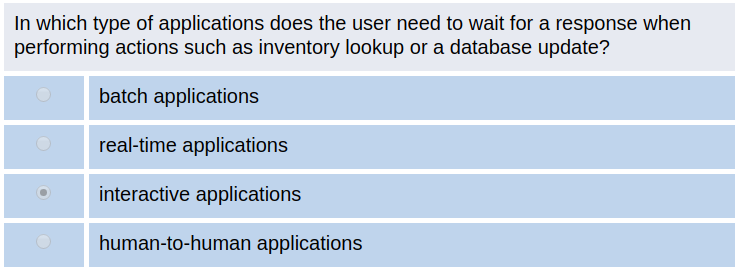 In which type of applications does the user need to wait for a response when
performing actions such as inventory lookup or a database update?
batch applications
real-time applications
interactive applications
human-to-human applications